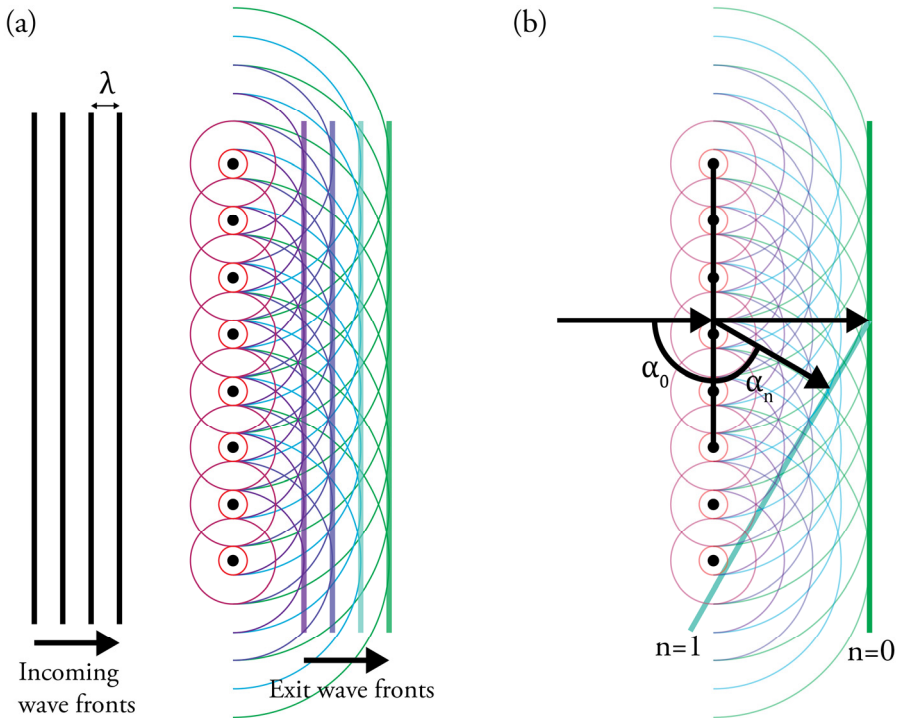 (a)
λ
Incoming
wave fronts
Exit wave fronts
(b)
α0
αn
n=1
n=0